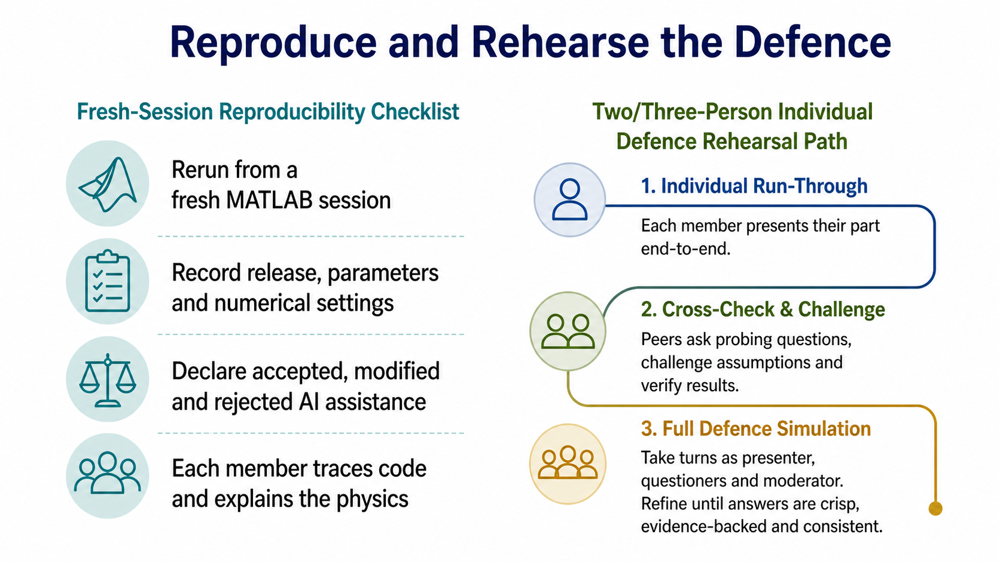 Reproduce and Rehearse the Defence
Fresh-Session Reproducibility Checklist
Rerun from a
fresh MATLAB session
Record release, parameters
and numerical settings
Declare accepted, modified
and rejected AI assistance
Each member traces code
and explains the physics
Two/Three-Person Individual
Defence Rehearsal Path
1. Individual Run-Through
Each member presents their part
end-to-end.
2. Cross-Check & Challenge
Peers ask probing questions,
challenge assumptions and
verify results.
3. Full Defence Simulation
Take turns as presenter,
questioners and moderator.
Refine until answers are crisp,
evidence-backed and consistent.